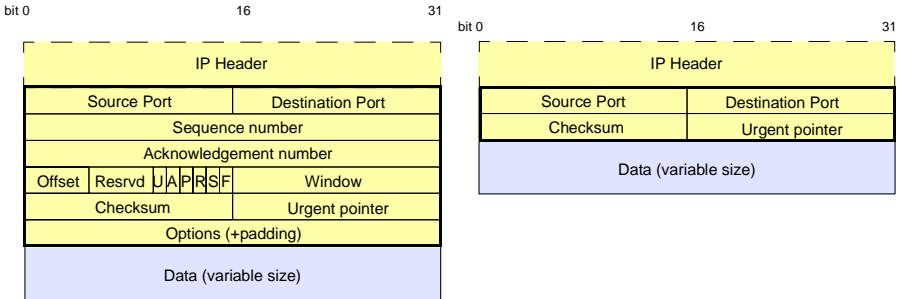 bit 0 16 31
IP Header
Source Port Destination Port
Sequence number
Acknowledgement number
Offset Resrvd U A P R S F Window
Checksum Urgent pointer
Options (+padding)
Data (variable size)
bit 0 16 31
IP Header
Source Port Destination Port
Checksum Urgent pointer
Data (variable size)